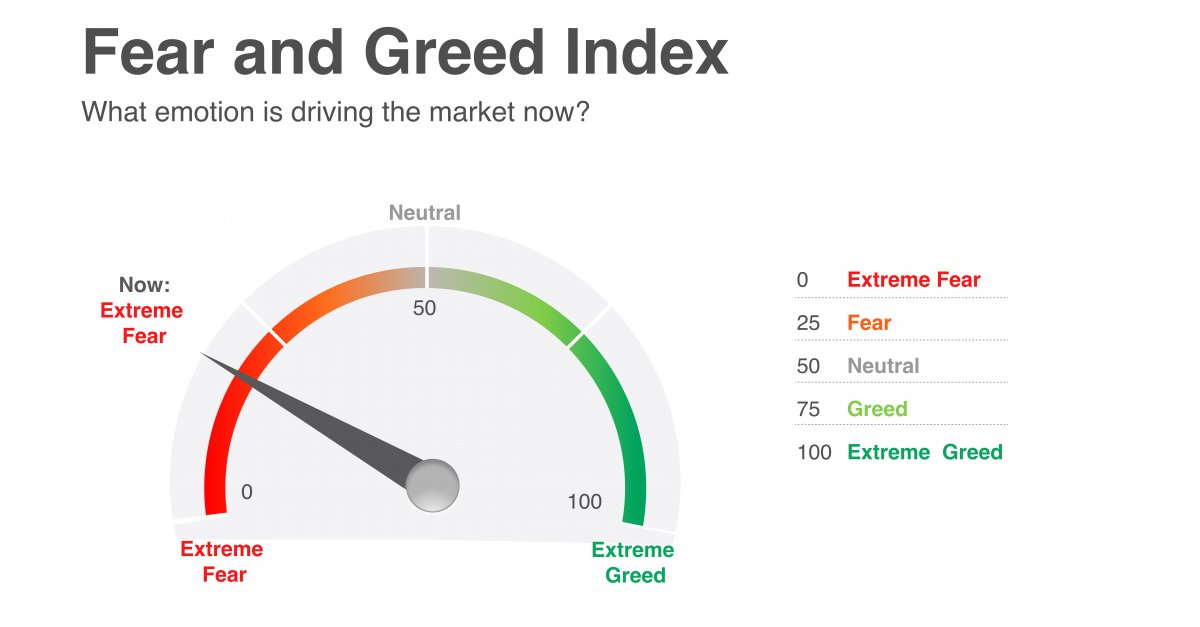 Fear and Greed Index
What emotion is driving the market now?
Neutral
Now:
Extreme
Fear
50
0
100
Extreme
Fear
Extreme
Greed
0 Extreme Fear
25 Fear
50 Neutral
75 Greed
100 Extreme Greed